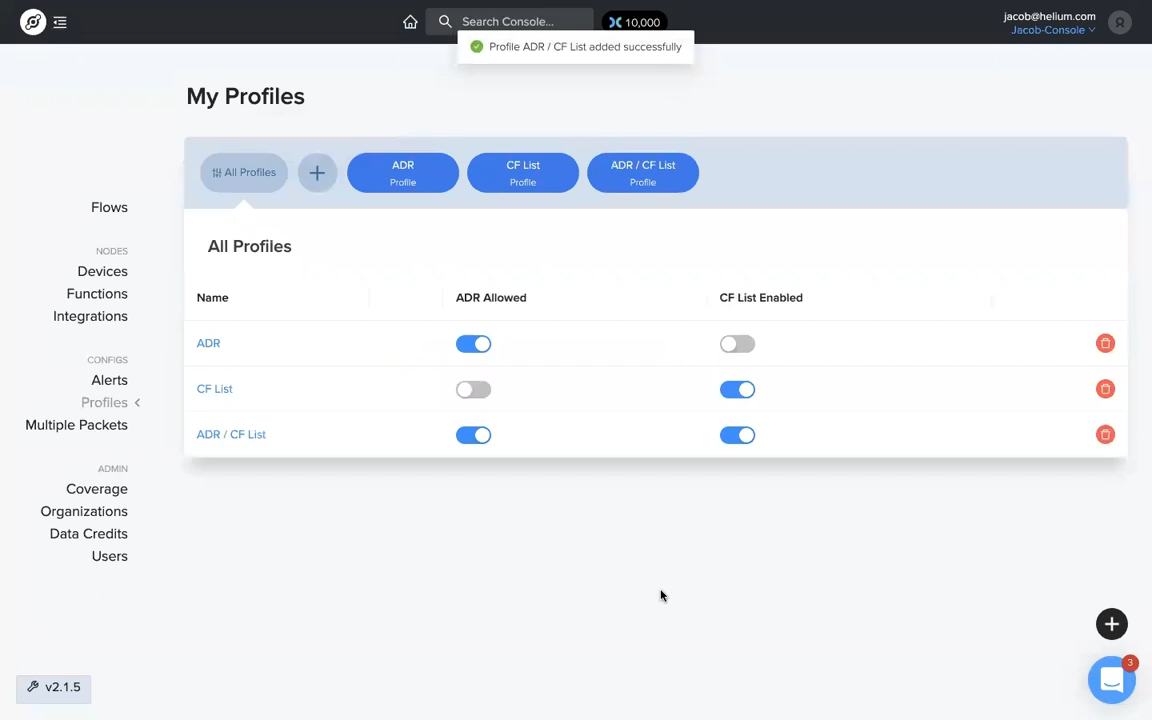 Search Console...
10,000
jacob@helium.com
Jacob-Console
R
Profile ADR / CF List added successfully
My Profiles
All Profiles
ADR
Profile
CF List
Profile
ADR / CF List
Profile
Flows
NODES
Devices
Functions
Integrations
CONFIGS
Alerts
Profiles
Multiple Packets
ADMIN
Coverage
Organizations
Data Credits
Users
All Profiles
Name ADR Allowed CF List Enabled
ADR
CF List
ADR / CF List
3
v2.1.5